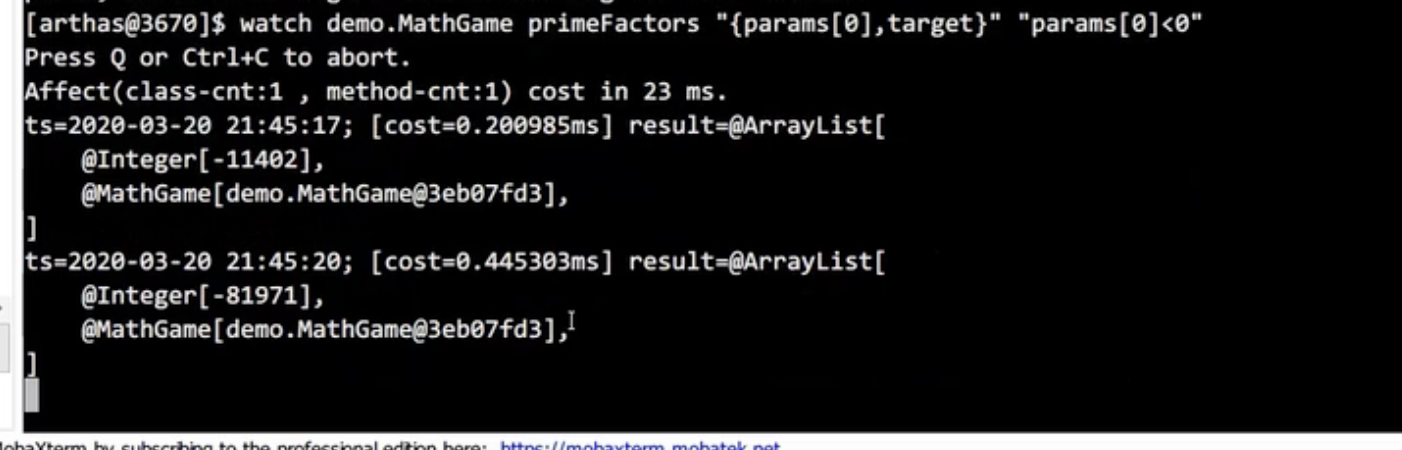 [arthas@3670]$ watch demo.MathGame primeFactors "{params[0],target}" "params[0]<0"
Press Q or Ctrl+C to abort.
Affect(class-cnt:1 , method-cnt:1) cost in 23 ms.
ts=2020-03-20 21:45:17; [cost=0.200985ms] result=@ArrayList[
    @Integer[-11402],
    @MathGame[demo.MathGame@3eb07fd3],
]
ts=2020-03-20 21:45:20; [cost=0.445303ms] result=@ArrayList[
    @Integer[-81971],
    @MathGame[demo.MathGame@3eb07fd3],
]
MobaXterm by subscribing to the professional edition here: https://mobaxterm.mobatek.net